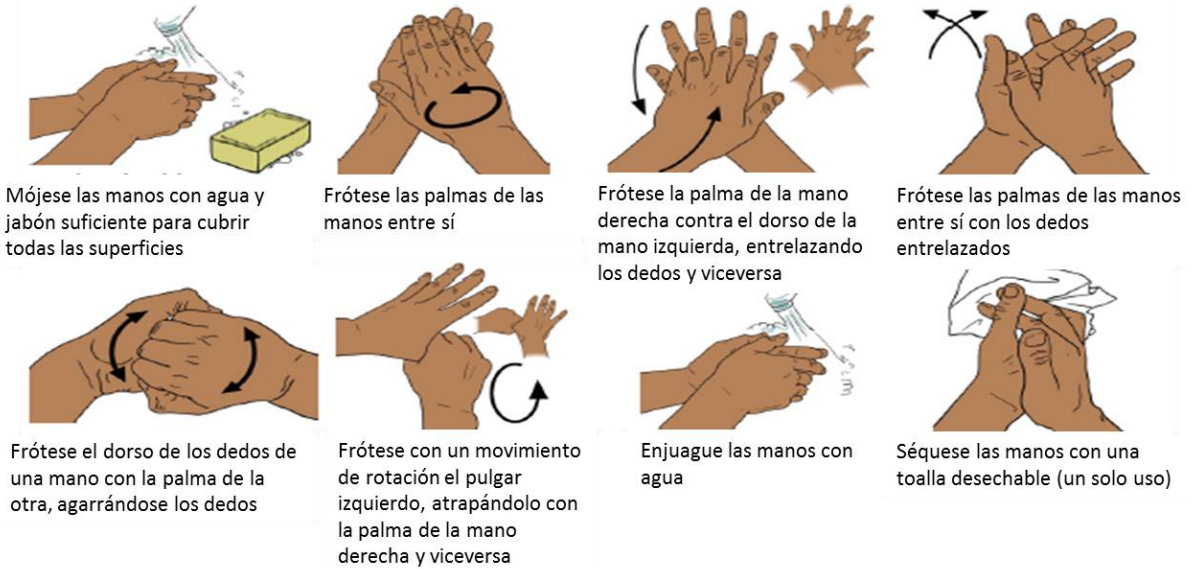 Mójese las manos con agua y
jabón suficiente para cubrir
todas las superficies
Frótese las palmas de las
manos entre sí
Frótese la palma de la mano
derecha contra el dorso de la
mano izquierda, entrelazando
los dedos y viceversa
Frótese las palmas de las manos
entre sí con los dedos
entrelazados
Frótese el dorso de los dedos de
una mano con la palma de la
otra, agarrándose los dedos
Frótese con un movimiento
de rotación el pulgar
izquierdo, atrapándolo con
la palma de la mano
derecha y viceversa
Enjuague las manos con
agua
Séquese las manos con una
toalla desechable (un solo uso)